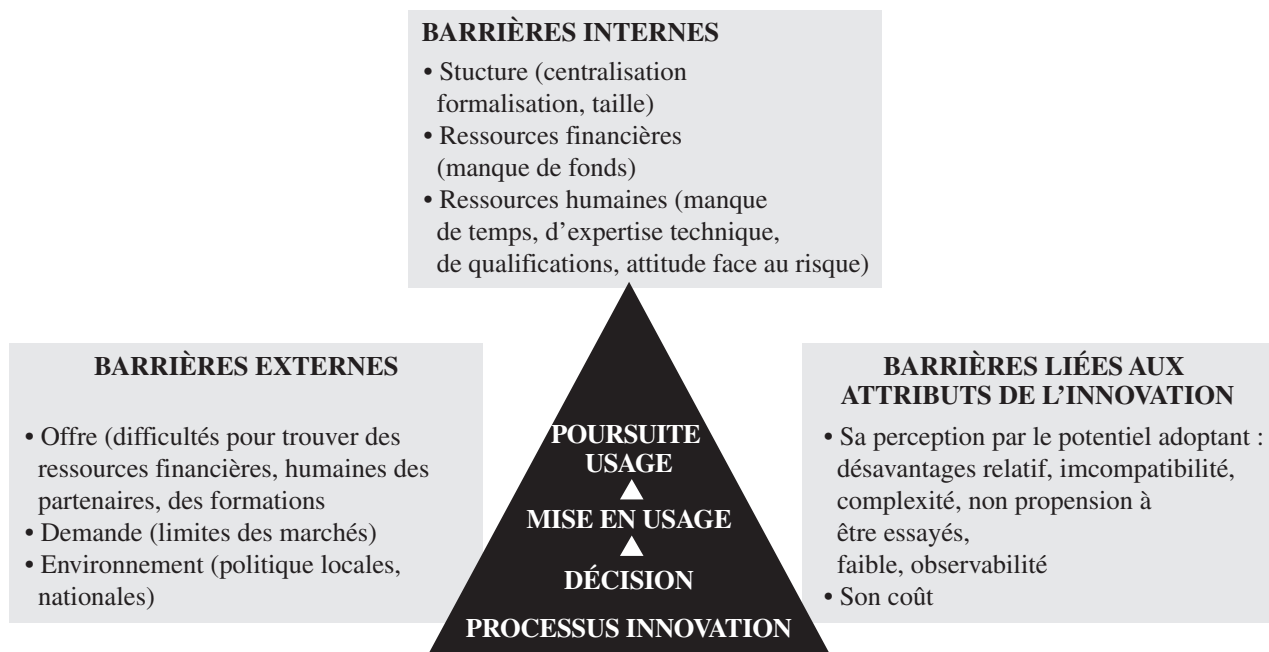 BARRIÈRES INTERNES
• Stucture (centralisation
formalisation, taille)
• Ressources financières
(manque de fonds)
• Ressources humaines (manque
de temps, d’expertise technique,
de qualifications, attitude face au risque)
BARRIÈRES EXTERNES
• Offre (difficultés pour trouver des
ressources financières, humaines des
partenaires, des formations
• Demande (limites des marchés)
• Environnement (politique locales,
nationales)
POURSUITE
USAGE
MISE EN USAGE
DÉCISION
PROCESSUS INNOVATION
BARRIÈRES LIÉES AUX
ATTRIBUTS DE L’INNOVATION
• Sa perception par le potentiel adoptant :
désavantages relatif, imcompatibilité,
complexité, non propension à
être essayés,
faible, observabilité
• Son coût